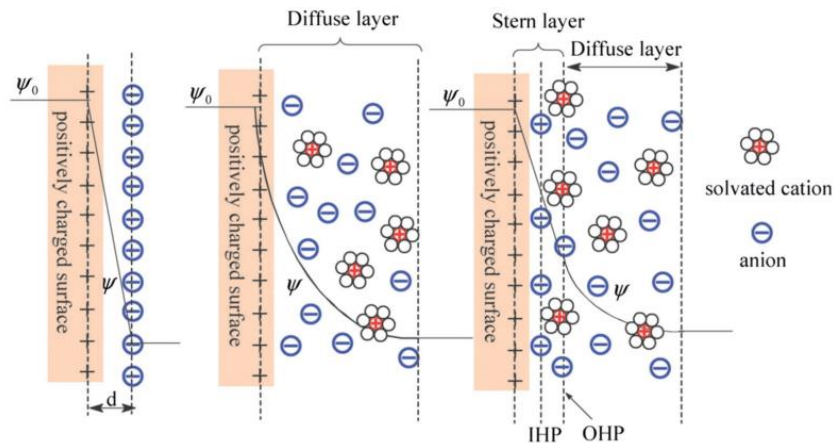 Diffuse layer
Stern layer
Diffuse layer
ψ₀
ψ₀
ψ₀
positively charged surface
positively charged surface
positively charged surface
ψ
ψ
ψ
d
IHP
OHP
solvated cation
anion